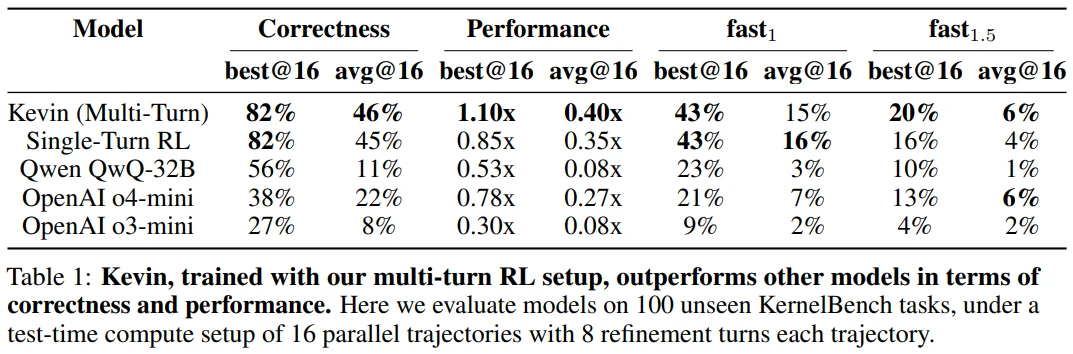 Model Correctness Performance fast1 fast1.5
best@16 avg@16 best@16 avg@16 best@16 avg@16 best@16 avg@16
Kevin (Multi-Turn) 82% 46% 1.10x 0.40x 43% 15% 20% 6%
Single-Turn RL 82% 45% 0.85x 0.35x 43% 16% 16% 4%
Qwen QwQ-32B 56% 11% 0.53x 0.08x 23% 3% 10% 1%
OpenAI o4-mini 38% 22% 0.78x 0.27x 21% 7% 13% 6%
OpenAI o3-mini 27% 8% 0.30x 0.08x 9% 2% 4% 2%
Table 1: Kevin, trained with our multi-turn RL setup, outperforms other models in terms of
correctness and performance. Here we evaluate models on 100 unseen KernelBench tasks, under a
test-time compute setup of 16 parallel trajectories with 8 refinement turns each trajectory.